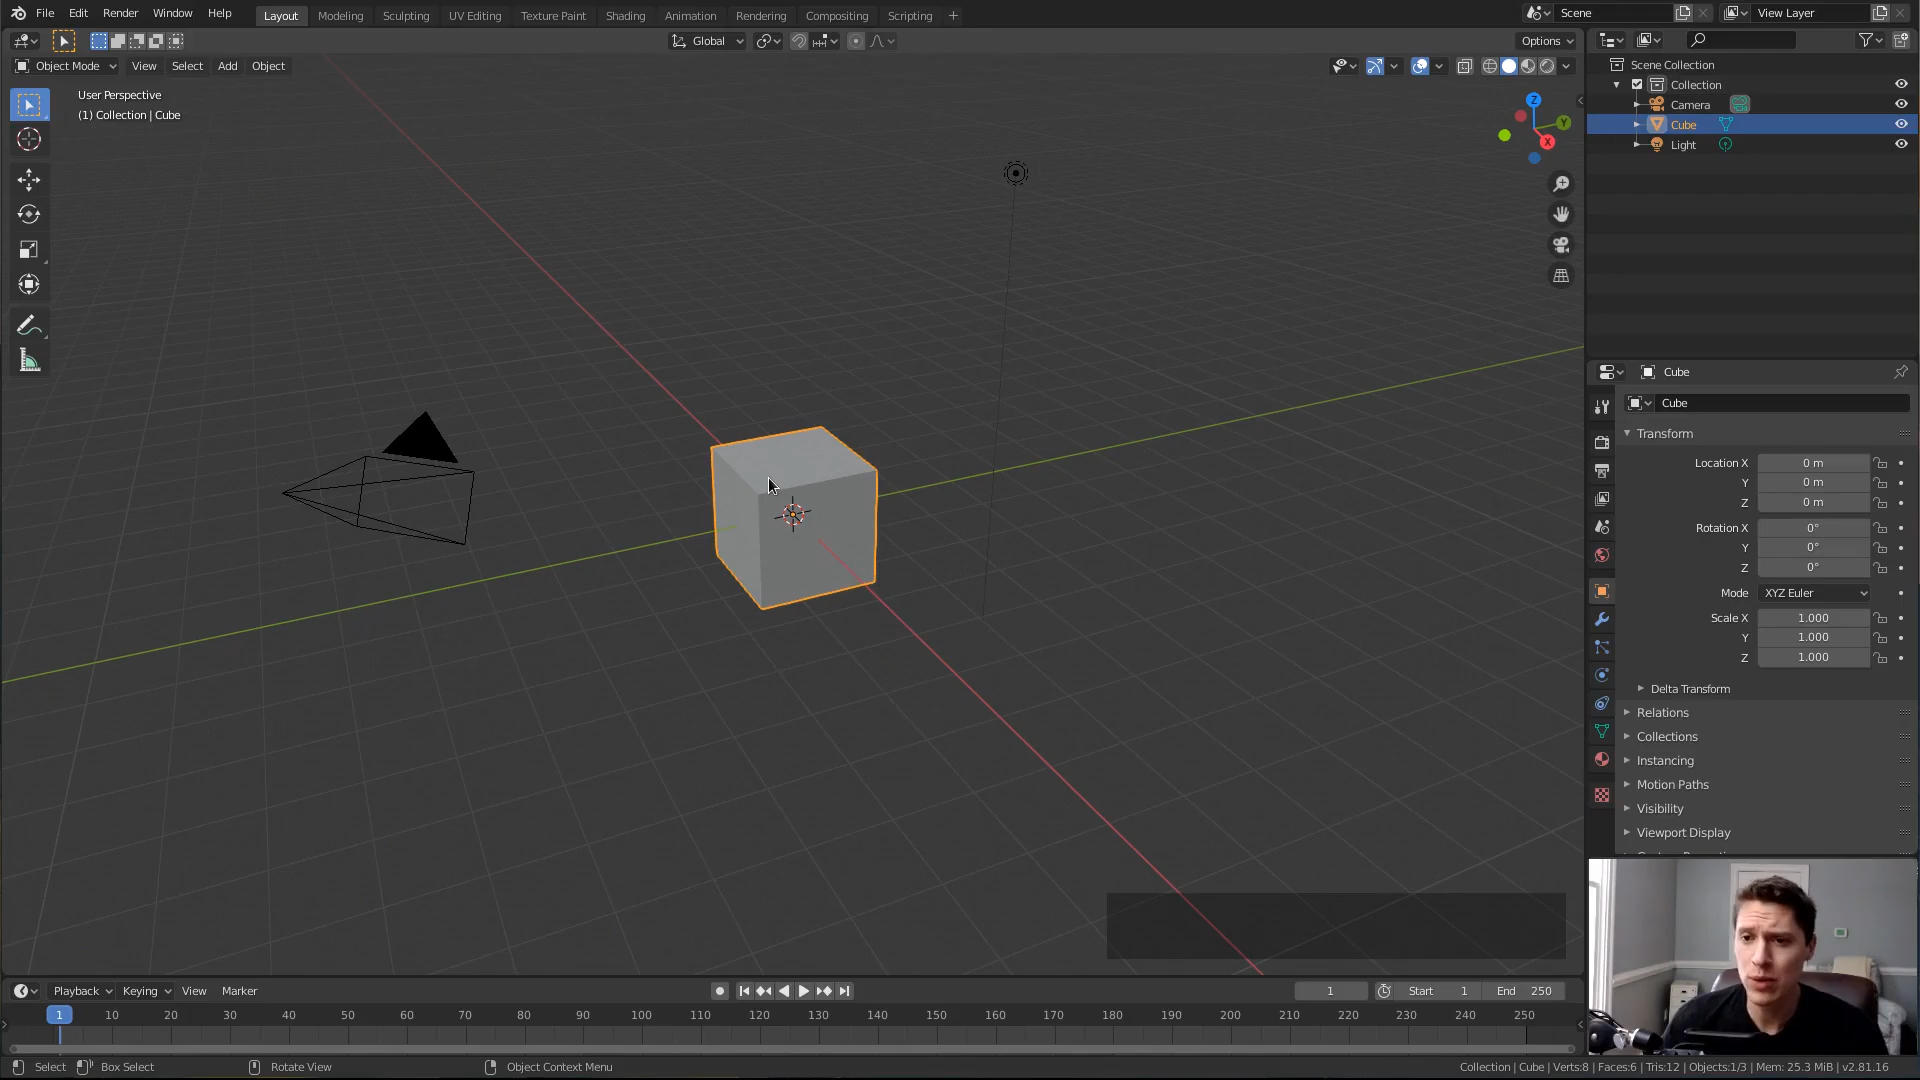 File Edit Render Window Help Layout Modeling Sculpting UV Editing Texture Paint Shading Animation Rendering Compositing Scripting + Scene View Layer
Global Options
Object Mode View Select Add Object
User Perspective
(1) Collection | Cube
Z
Y
X
Scene Collection
Collection
Camera
Cube
Light
Cube
Cube
Transform
Location X 0 m
Y 0 m
Z 0 m
Rotation X 0°
Y 0°
Z 0°
Mode XYZ Euler
Scale X 1.000
Y 1.000
Z 1.000
Delta Transform
Relations
Collections
Instancing
Motion Paths
Visibility
Viewport Display
Playback Keying View Marker 1 Start 1 End 250
1 10 20 30 40 50 60 70 80 90 100 110 120 130 140 150 160 170 180 190 200 210 220 230 240 250
Select Box Select Rotate View Object Context Menu Collection | Cube | Verts:8 | Faces:6 | Tris:12 | Objects:1/3 | Mem: 25.3 MiB | v2.81.16